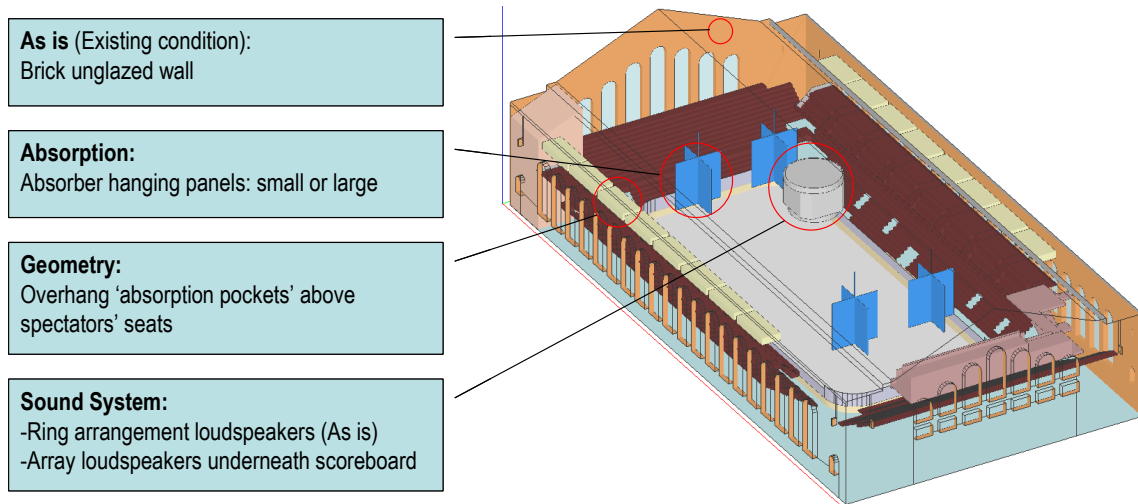 As is (Existing condition):
Brick unglazed wall
Absorption:
Absorber hanging panels: small or large
Geometry:
Overhang ‘absorption pockets’ above
spectators’ seats
Sound System:
-Ring arrangement loudspeakers (As is)
-Array loudspeakers underneath scoreboard